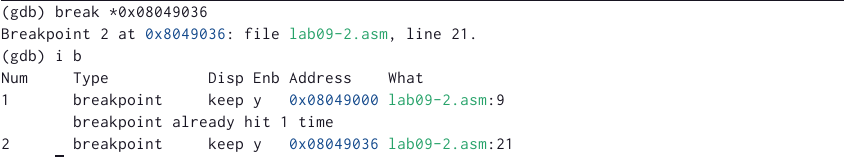 (gdb) break *0x08049036
Breakpoint 2 at 0x8049036: file lab09-2.asm, line 21.
(gdb) i b
Num     Type           Disp Enb Address    What
1       breakpoint     keep y   0x08049000 lab09-2.asm:9
        breakpoint already hit 1 time
2       breakpoint     keep y   0x08049036 lab09-2.asm:21